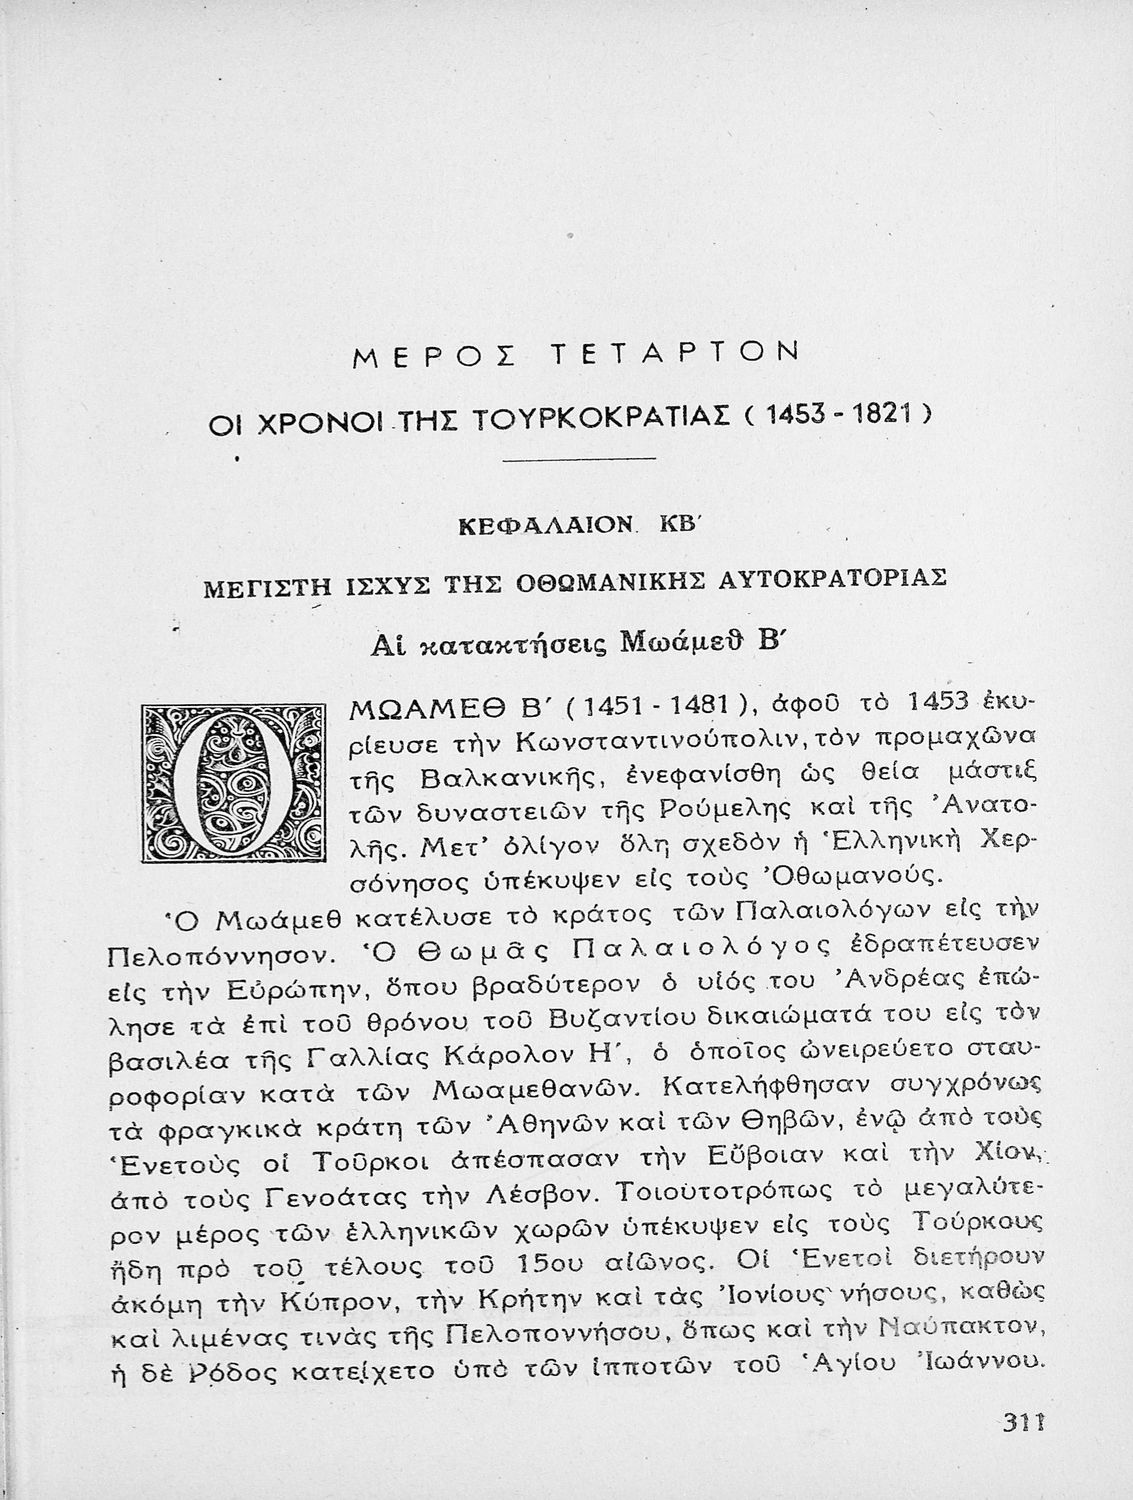 ΜΕΡΟΣ ΤΕΤΑΡΤΟΝ
ΟΙ ΧΡΟΝΟΙ ΤΗΣ ΤΟΥΡΚΟΚΡΑΤΙΑΣ ( 1453 - 1821 )
ΚΕΦΑΛΑΙΟΝ ΚΒ΄
ΜΕΓΙΣΤΗ ΙΣΧΥΣ ΤΗΣ ΟΘΩΜΑΝΙΚΗΣ ΑΥΤΟΚΡΑΤΟΡΙΑΣ
Αἱ κατακτήσεις Μωάμεθ Β΄
Ο ΜΩΑΜΕΘ Β΄ ( 1451 - 1481 ), ἀφοῦ τὸ 1453 ἐκυ-
ρίευσε τὴν Κωνσταντινούπολιν, τὸν προμαχῶνα
τῆς Βαλκανικῆς, ἐνεφανίσθη ὡς θεία μάστιξ
τῶν δυναστειῶν τῆς Ρούμελης καὶ τῆς Ἀνατο-
λῆς. Μετ’ ὀλίγον ὅλη σχεδὸν ἡ Ἑλληνικὴ Χερ-
σόνησος ὑπέκυψεν εἰς τοὺς Ὀθωμανούς.
Ὁ Μωάμεθ κατέλυσε τὸ κράτος τῶν Παλαιολόγων εἰς τὴν
Πελοπόννησον. Ὁ Θωμᾶς Παλαιολόγος ἐδραπέτευσεν
εἰς τὴν Εὐρώπην, ὅπου βραδύτερον ὁ υἱός του Ἀνδρέας ἐπώ-
λησε τὰ ἐπὶ τοῦ θρόνου τοῦ Βυζαντίου δικαιώματά του εἰς τὸν
βασιλέα τῆς Γαλλίας Κάρολον Η΄, ὁ ὁποῖος ὠνειρεύετο σταυ-
ροφορίαν κατὰ τῶν Μωαμεθανῶν. Κατελήφθησαν συγχρόνως
τὰ φραγκικὰ κράτη τῶν Ἀθηνῶν καὶ τῶν Θηβῶν, ἐνῷ ἀπὸ τοὺς
Ἑνετοὺς οἱ Τοῦρκοι ἀπέσπασαν τὴν Εὔβοιαν καὶ τὴν Χίον,
ἀπὸ τοὺς Γενοάτας τὴν Λέσβον. Τοιουτοτρόπως τὸ μεγαλύτε-
ρον μέρος τῶν ἑλληνικῶν χωρῶν ὑπέκυψεν εἰς τοὺς Τούρκους
ἤδη πρὸ τοῦ τέλους τοῦ 15ου αἰῶνος. Οἱ Ἑνετοὶ διετήρουν
ἀκόμη τὴν Κύπρον, τὴν Κρήτην καὶ τὰς Ἰονίους νήσους, καθὼς
καὶ λιμένας τινὰς τῆς Πελοποννήσου, ὅπως καὶ τὴν Ναύπακτον,
ἡ δὲ Ρόδος κατείχετο ὑπὸ τῶν ἱπποτῶν τοῦ Ἁγίου Ἰωάννου.
311